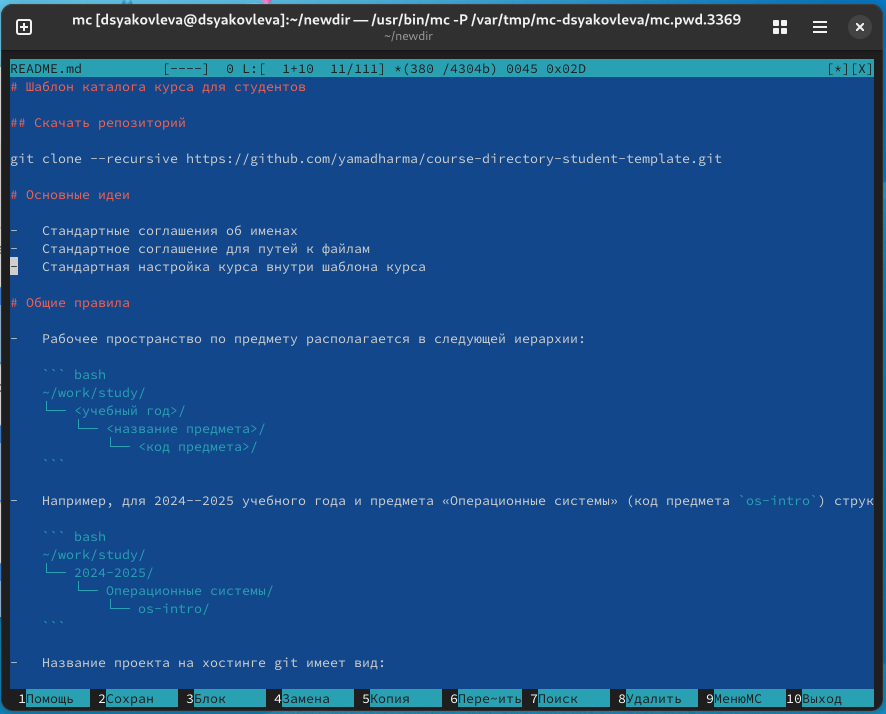 mc [dsyakovleva@dsyakovleva]:~/newdir — /usr/bin/mc -P /var/tmp/mc-dsyakovleva/mc.pwd.3369
~/newdir
README.md [----] 0 L:[ 1+10 11/111] *(380 /4304b) 0045 0x02D [*][X]
# Шаблон каталога курса для студентов
## Скачать репозиторий
git clone --recursive https://github.com/yamadharma/course-directory-student-template.git
# Основные идеи
- Стандартные соглашения об именах
- Стандартное соглашение для путей к файлам
- Стандартная настройка курса внутри шаблона курса
# Общие правила
- Рабочее пространство по предмету располагается в следующей иерархии:
``` bash
~/work/study/
└── <учебный год>/
└── <название предмета>/
└── <код предмета>/
```
- Например, для 2024--2025 учебного года и предмета «Операционные системы» (код предмета `os-intro`) струк
``` bash
~/work/study/
└── 2024-2025/
└── Операционные системы/
└── os-intro/
```
- Название проекта на хостинге git имеет вид:
1Помощь 2Сохран 3Блок 4Замена 5Копия 6Пере~ить 7Поиск 8Удалить 9МенюMC 10Выход